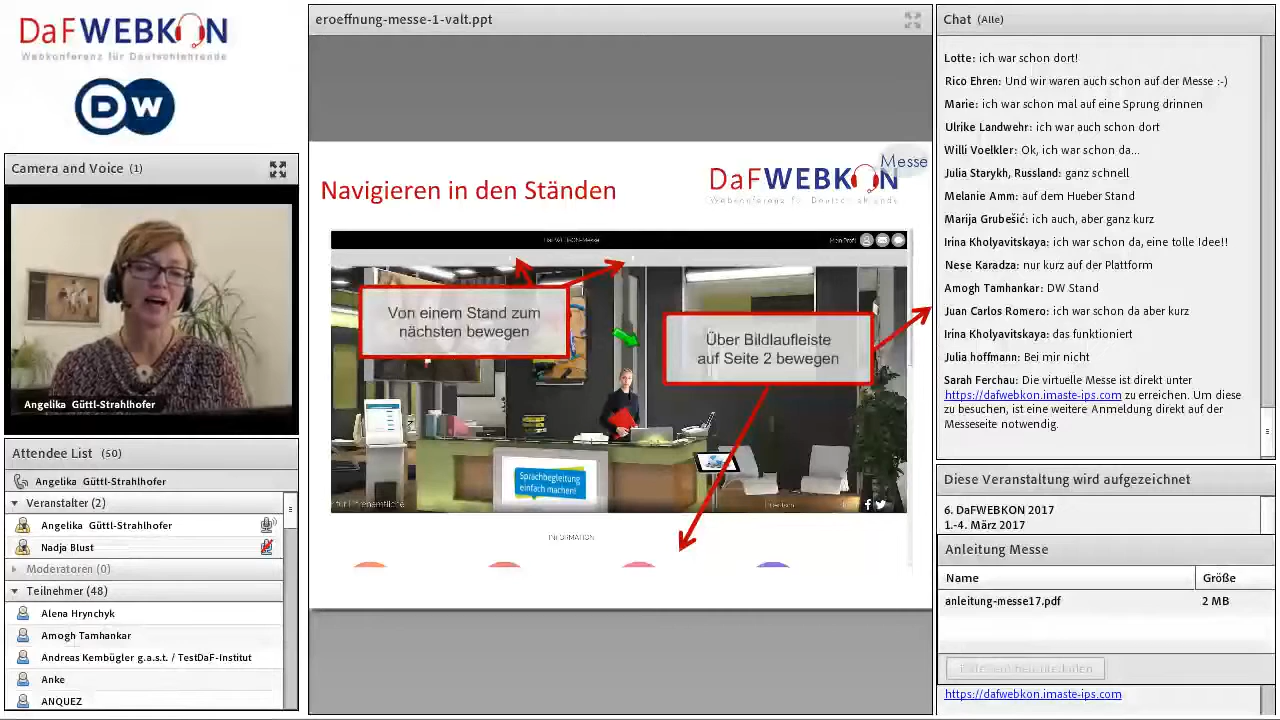 DaFWEBKON
Webkonferenz für Deutschlehrende
DW
Camera and Voice (1)
Angelika Güttl-Strahlhofer
Attendee List (50)
Angelika Güttl-Strahlhofer
Veranstalter (2)
Angelika Güttl-Strahlhofer
Nadja Blust
Moderatoren (0)
Teilnehmer (48)
Alena Hrynchyk
Amogh Tamhankar
Andreas Kembügler g.a.s.t. / TestDaF-Institut
Anke
ANQUEZ
eroeffnung-messe-1-valt.ppt
Navigieren in den Ständen
DaFWEBKON
Messe
Webkonferenz für Deutschlehrende
DaFWEBKON-Messe
Mein Profil
Von einem Stand zum
nächsten bewegen
Über Bildlaufleiste
auf Seite 2 bewegen
Sprachbegleitung
einfach machen!
INFORMATION
Chat (Alle)
Lotte: ich war schon dort!
Rico Ehren: Und wir waren auch schon auf der Messe :-)
Marie: ich war schon mal auf eine Sprung drinnen
Ulrike Landwehr: ich war auch schon dort
Willi Voelkler: Ok, ich war schon da...
Julia Starykh, Russland: ganz schnell
Melanie Amm: auf dem Hueber Stand
Marija Grubešić: ich auch, aber ganz kurz
Irina Kholyavitskaya: ich war schon da, eine tolle Idee!!
Nese Karadza: nur kurz auf der Plattform
Amogh Tamhankar: DW Stand
Juan Carlos Romero: ich war schon da aber kurz
Irina Kholyavitskaya: das funktioniert
Julia hoffmann: Bei mir nicht
Sarah Ferchau: Die virtuelle Messe ist direkt unter
https://dafwebkon.imaste-ips.com zu erreichen. Um diese
zu besuchen, ist eine weitere Anmeldung direkt auf der
Messeseite notwendig.
Diese Veranstaltung wird aufgezeichnet
6. DaFWEBKON 2017
1.-4. März 2017
Anleitung Messe
Name
Größe
anleitung-messe17.pdf
2 MB
https://dafwebkon.imaste-ips.com